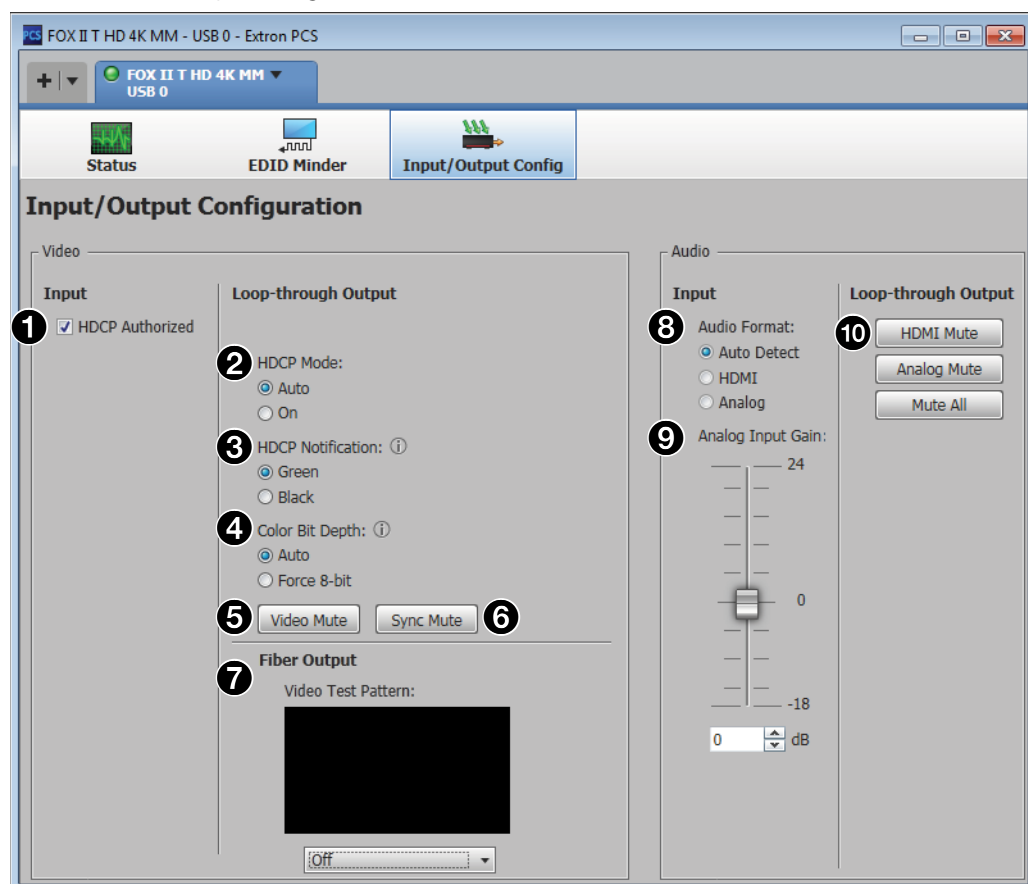 PCS FOX II T HD 4K MM - USB 0 - Extron PCS
FOX II T HD 4K MM
USB 0
Status
EDID Minder
Input/Output Config
Input/Output Configuration
Video
Input
1 HDCP Authorized
Loop-through Output
2 HDCP Mode:
Auto
On
3 HDCP Notification: i
Green
Black
4 Color Bit Depth: i
Auto
Force 8-bit
5 Video Mute Sync Mute 6
7 Fiber Output
Video Test Pattern:
Off
Audio
Input
8 Audio Format:
Auto Detect
HDMI
Analog
9 Analog Input Gain:
24
0
-18
0 dB
Loop-through Output
10 HDMI Mute
Analog Mute
Mute All